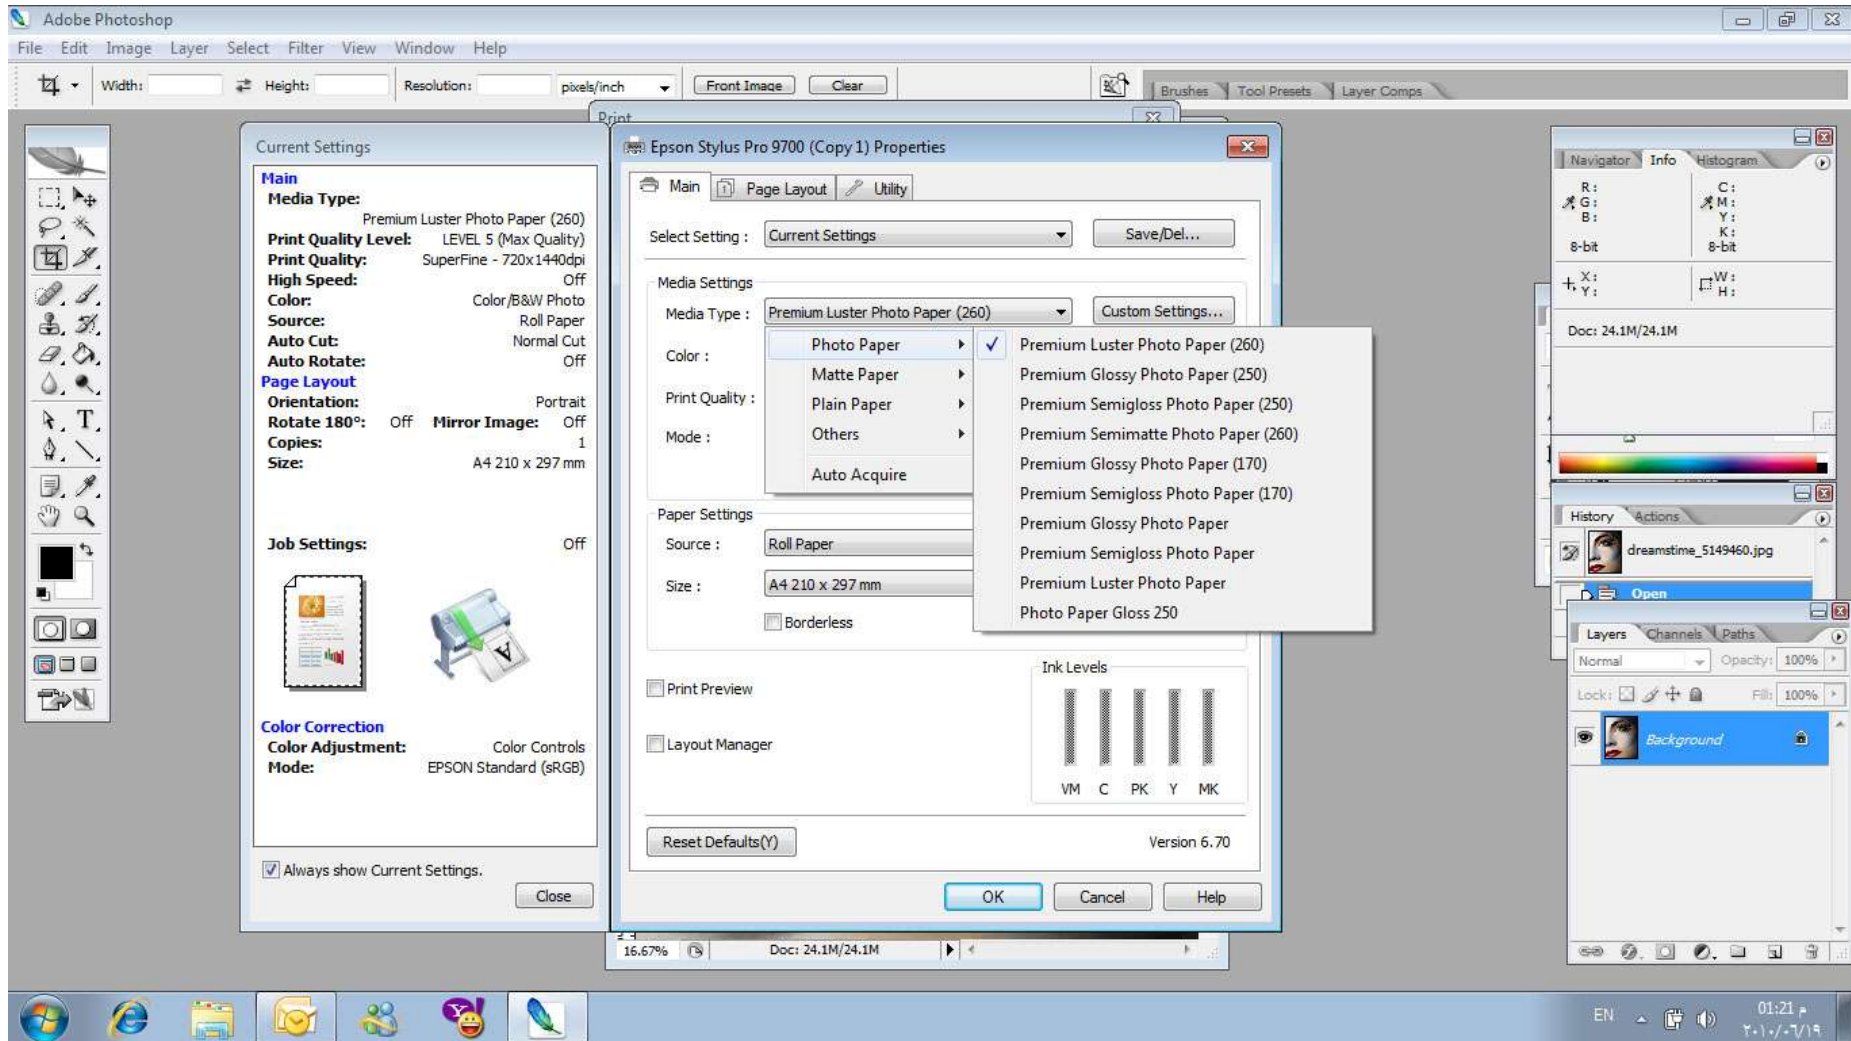 Adobe Photoshop
File Edit Image Layer Select Filter View Window Help
Width: Height: Resolution: pixels/inch Front Image Clear
Brushes Tool Presets Layer Comps
Print
Current Settings
Main
Media Type:
Premium Luster Photo Paper (260)
Print Quality Level: LEVEL 5 (Max Quality)
Print Quality: SuperFine - 720x1440dpi
High Speed: Off
Color: Color/B&W Photo
Source: Roll Paper
Auto Cut: Normal Cut
Auto Rotate: Off
Page Layout
Orientation: Portrait
Rotate 180°: Off Mirror Image: Off
Copies: 1
Size: A4 210 x 297 mm
Job Settings: Off
Color Correction
Color Adjustment: Color Controls
Mode: EPSON Standard (sRGB)
Always show Current Settings.
Close
Epson Stylus Pro 9700 (Copy 1) Properties
Main Page Layout Utility
Select Setting : Current Settings Save/Del...
Media Settings
Media Type : Premium Luster Photo Paper (260) Custom Settings...
Color :
Print Quality :
Mode :
Photo Paper
Matte Paper
Plain Paper
Others
Auto Acquire
Premium Luster Photo Paper (260)
Premium Glossy Photo Paper (250)
Premium Semigloss Photo Paper (250)
Premium Semimatte Photo Paper (260)
Premium Glossy Photo Paper (170)
Premium Semigloss Photo Paper (170)
Premium Glossy Photo Paper
Premium Semigloss Photo Paper
Premium Luster Photo Paper
Photo Paper Gloss 250
Paper Settings
Source : Roll Paper
Size : A4 210 x 297 mm
Borderless
Print Preview
Layout Manager
Ink Levels
VM C PK Y MK
Reset Defaults(Y) Version 6.70
OK Cancel Help
16.67% Doc: 24.1M/24.1M
Navigator Info Histogram
R: C:
G: M:
B: Y:
K:
8-bit 8-bit
X: W:
Y: H:
Doc: 24.1M/24.1M
History Actions
dreamstime_5149460.jpg
Open
Layers Channels Paths
Normal Opacity: 100%
Lock: Fill: 100%
Background
EN 01:21 م
٢٠١٠/٠٦/١٩